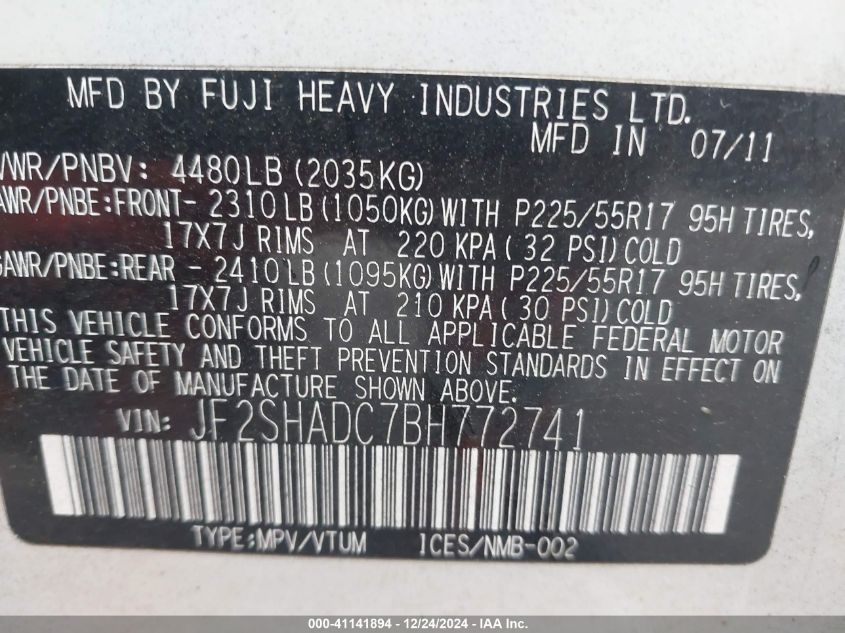 MFD BY FUJI HEAVY INDUSTRIES LTD.
MFD IN 07/11
VWR/PNBV: 4480LB (2035KG)
AWR/PNBE:FRONT- 2310LB (1050KG) WITH P225/55R17 95H TIRES,
17X7J RIMS AT 220 KPA ( 32 PSI) COLD
GAWR/PNBE:REAR - 2410LB (1095KG) WITH P225/55R17 95H TIRES,
17X7J RIMS AT 210 KPA ( 30 PSI) COLD
THIS VEHICLE CONFORMS TO ALL APPLICABLE FEDERAL MOTOR
VEHICLE SAFETY AND THEFT PREVENTION STANDARDS IN EFFECT ON
THE DATE OF MANUFACTURE SHOWN ABOVE.
VIN: JF2SHADC7BH772741
TYPE:MPV/VTUM ICES/NMB-002
000-41141894 - 12/24/2024 - IAA Inc.